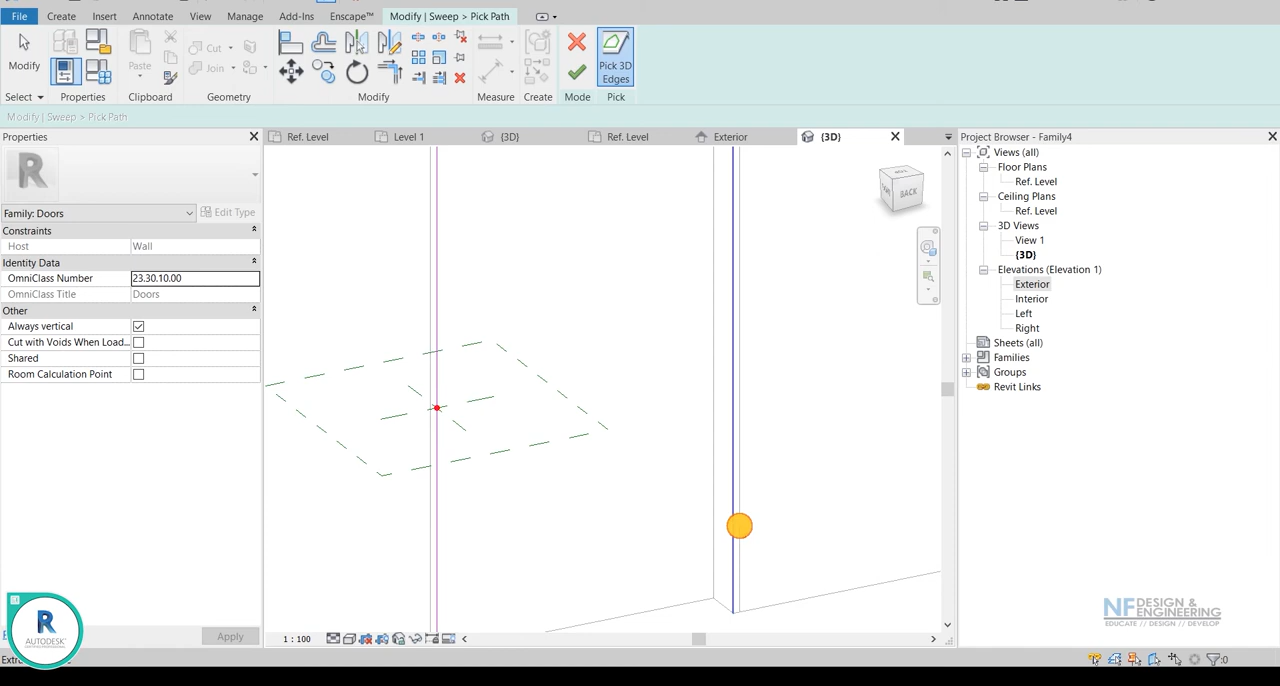 File Create Insert Annotate View Manage Add-Ins Enscape™ Modify | Sweep > Pick Path
Modify Paste Cut Join Pick 3D Edges
Select Properties Clipboard Geometry Modify Measure Create Mode Pick
Modify | Sweep > Pick Path
Properties
R
Family: Doors Edit Type
Constraints
Host Wall
Identity Data
OmniClass Number 23.30.10.00
OmniClass Title Doors
Other
Always vertical
Cut with Voids When Load...
Shared
Room Calculation Point
Apply
Ref. Level Level 1 {3D} Ref. Level Exterior {3D}
BACK
1 : 100
Project Browser - Family4
Views (all)
Floor Plans
Ref. Level
Ceiling Plans
Ref. Level
3D Views
View 1
{3D}
Elevations (Elevation 1)
Exterior
Interior
Left
Right
Sheets (all)
Families
Groups
Revit Links
NF DESIGN & ENGINEERING
EDUCATE // DESIGN // DEVELOP
R
AUTODESK
:0